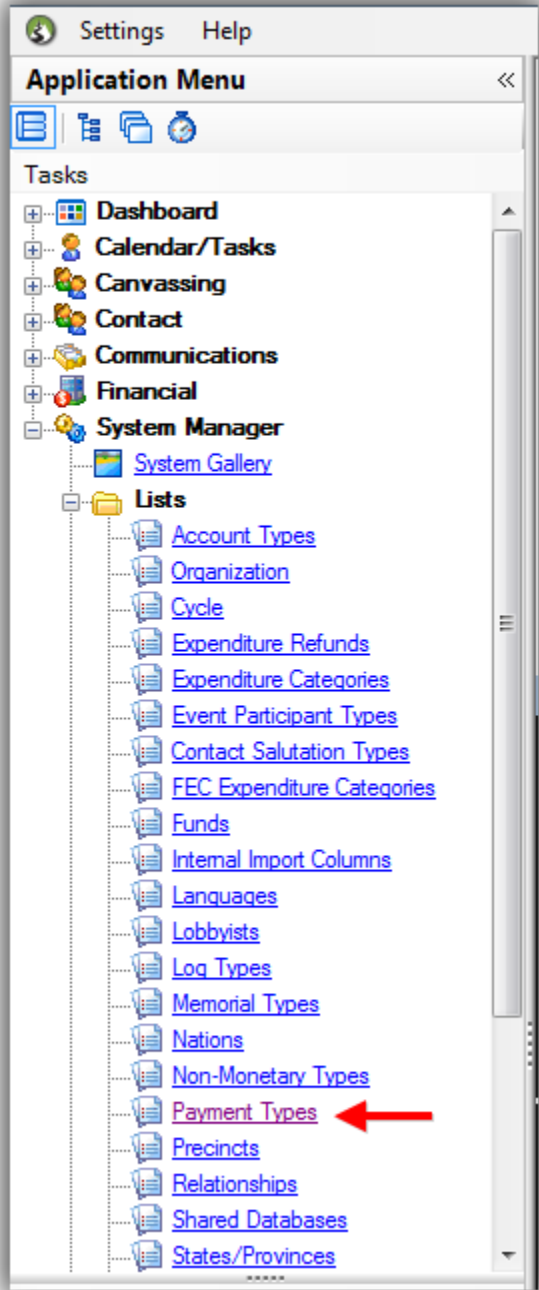 Settings Help
Application Menu
Tasks
Dashboard
Calendar/Tasks
Canvassing
Contact
Communications
Financial
System Manager
System Gallery
Lists
Account Types
Organization
Cycle
Expenditure Refunds
Expenditure Categories
Event Participant Types
Contact Salutation Types
FEC Expenditure Categories
Funds
Internal Import Columns
Languages
Lobbyists
Log Types
Memorial Types
Nations
Non-Monetary Types
Payment Types
Precincts
Relationships
Shared Databases
States/Provinces